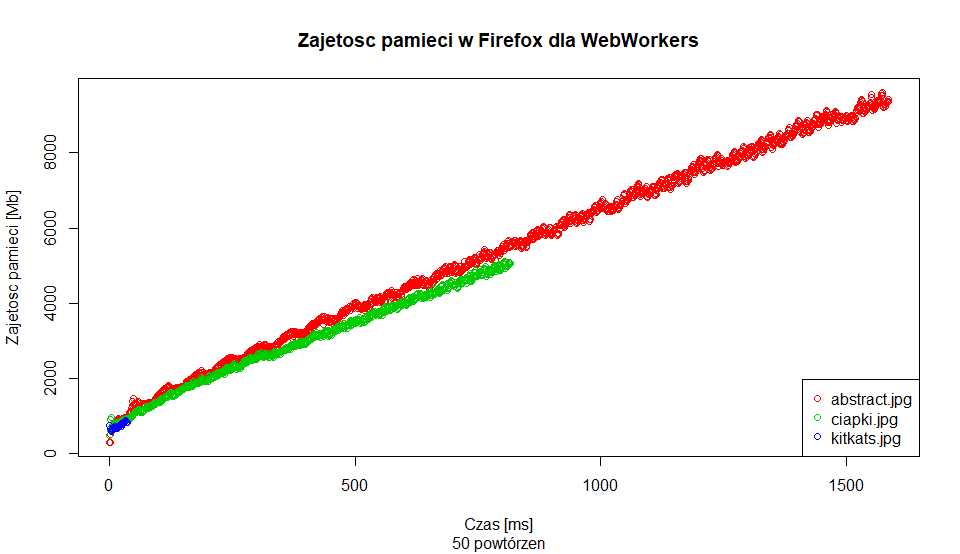 Zajetosc pamieci w Firefox dla WebWorkers
Zajetosc pamieci [Mb]
8000
6000
4000
2000
0
0 500 1000 1500
abstract.jpg
ciapki.jpg
kitkats.jpg
Czas [ms]
50 powtórzen